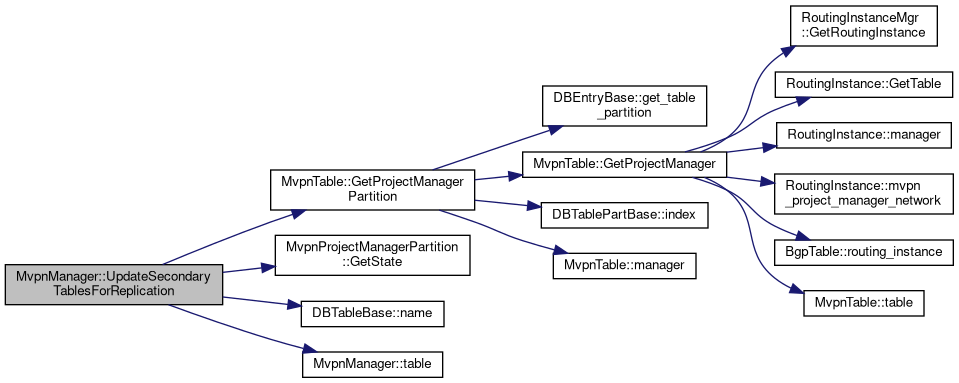 RoutingInstanceMgr
::GetRoutingInstance
RoutingInstance::GetTable
DBEntryBase::get_table
_partition
RoutingInstance::manager
MvpnTable::GetProjectManager
MvpnTable::GetProjectManager
Partition
RoutingInstance::mvpn
_project_manager_network
DBTablePartBase::index
MvpnProjectManagerPartition
::GetState
BgpTable::routing_instance
MvpnTable::manager
MvpnManager::UpdateSecondary
TablesForReplication
MvpnTable::table
DBTableBase::name
MvpnManager::table